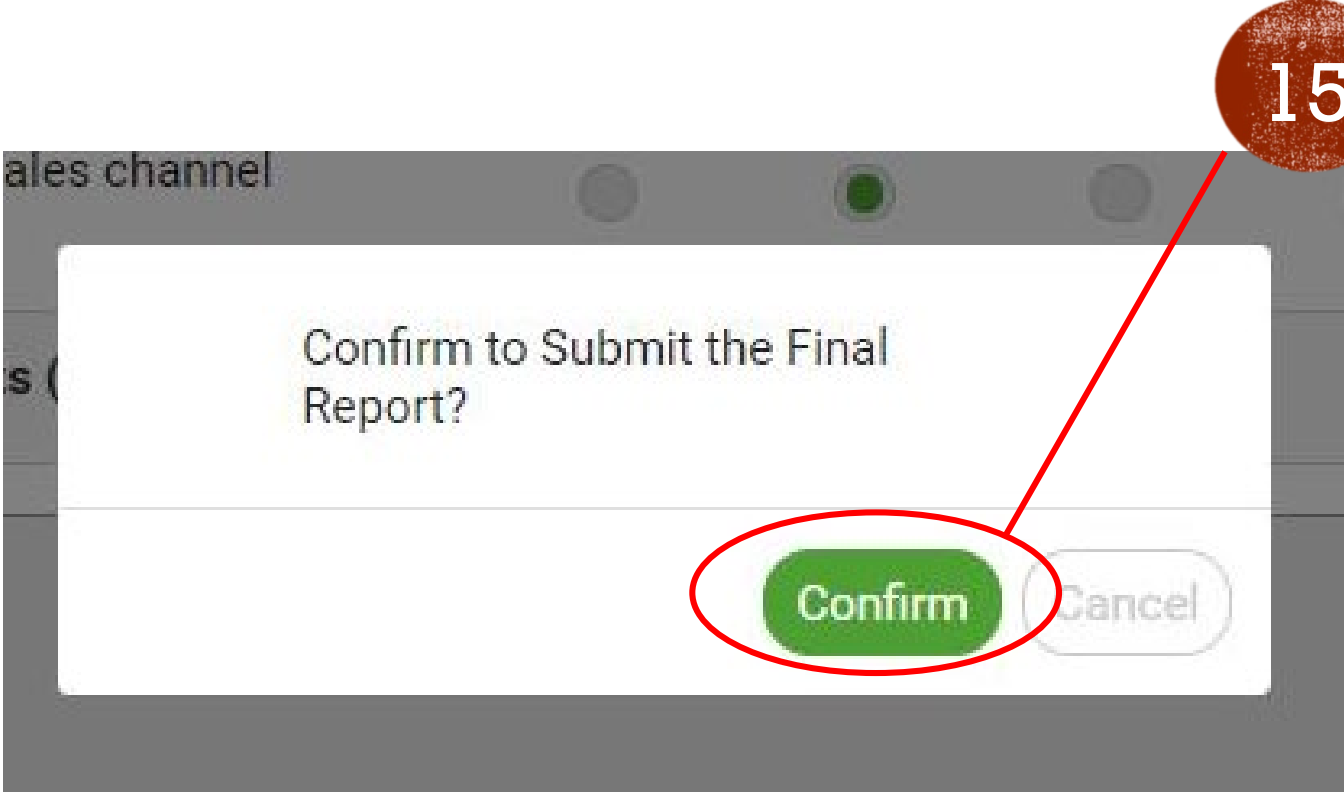 15
ales channel
Confirm to Submit the Final
Report?
s (
Confirm
Cancel